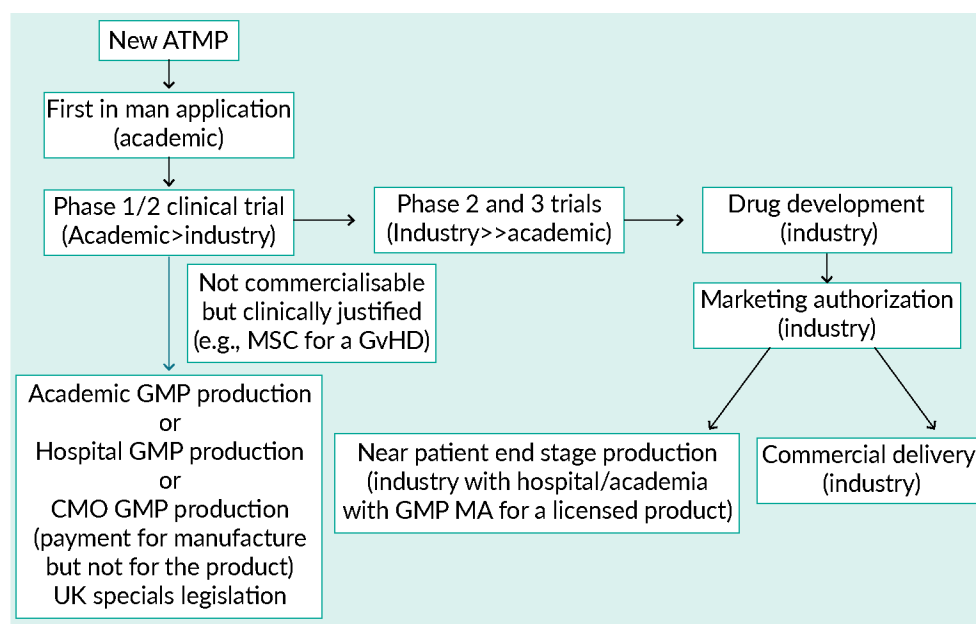 New ATMP
First in man application
(academic)
Phase 1/2 clinical trial
(Academic>industry)
Phase 2 and 3 trials
(Industry>>academic)
Drug development
(industry)
Not commercialisable
but clinically justified
(e.g., MSC for a GvHD)
Marketing authorization
(industry)
Academic GMP production
or
Hospital GMP production
or
CMO GMP production
(payment for manufacture
but not for the product)
UK specials legislation
Near patient end stage production
(industry with hospital/academia
with GMP MA for a licensed product)
Commercial delivery
(industry)